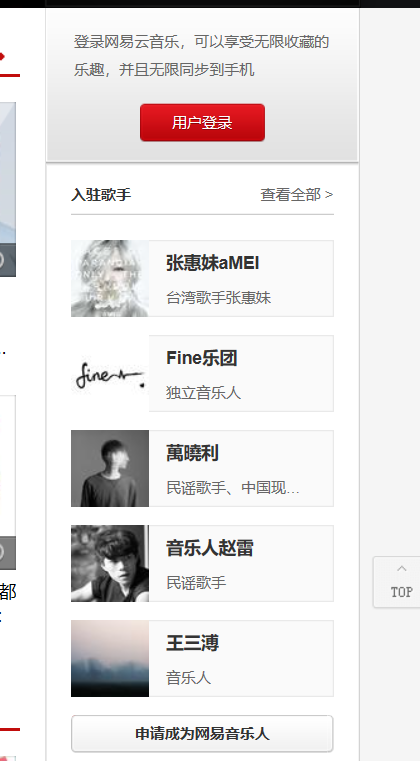 登录网易云音乐，可以享受无限收藏的
乐趣，并且无限同步到手机
用户登录
入驻歌手
查看全部 >
张惠妹aMEI
台湾歌手张惠妹
Fine乐团
独立音乐人
fine
萬曉利
民谣歌手、中国现...
音乐人赵雷
民谣歌手
王三溥
音乐人
申请成为网易音乐人
都
TOP